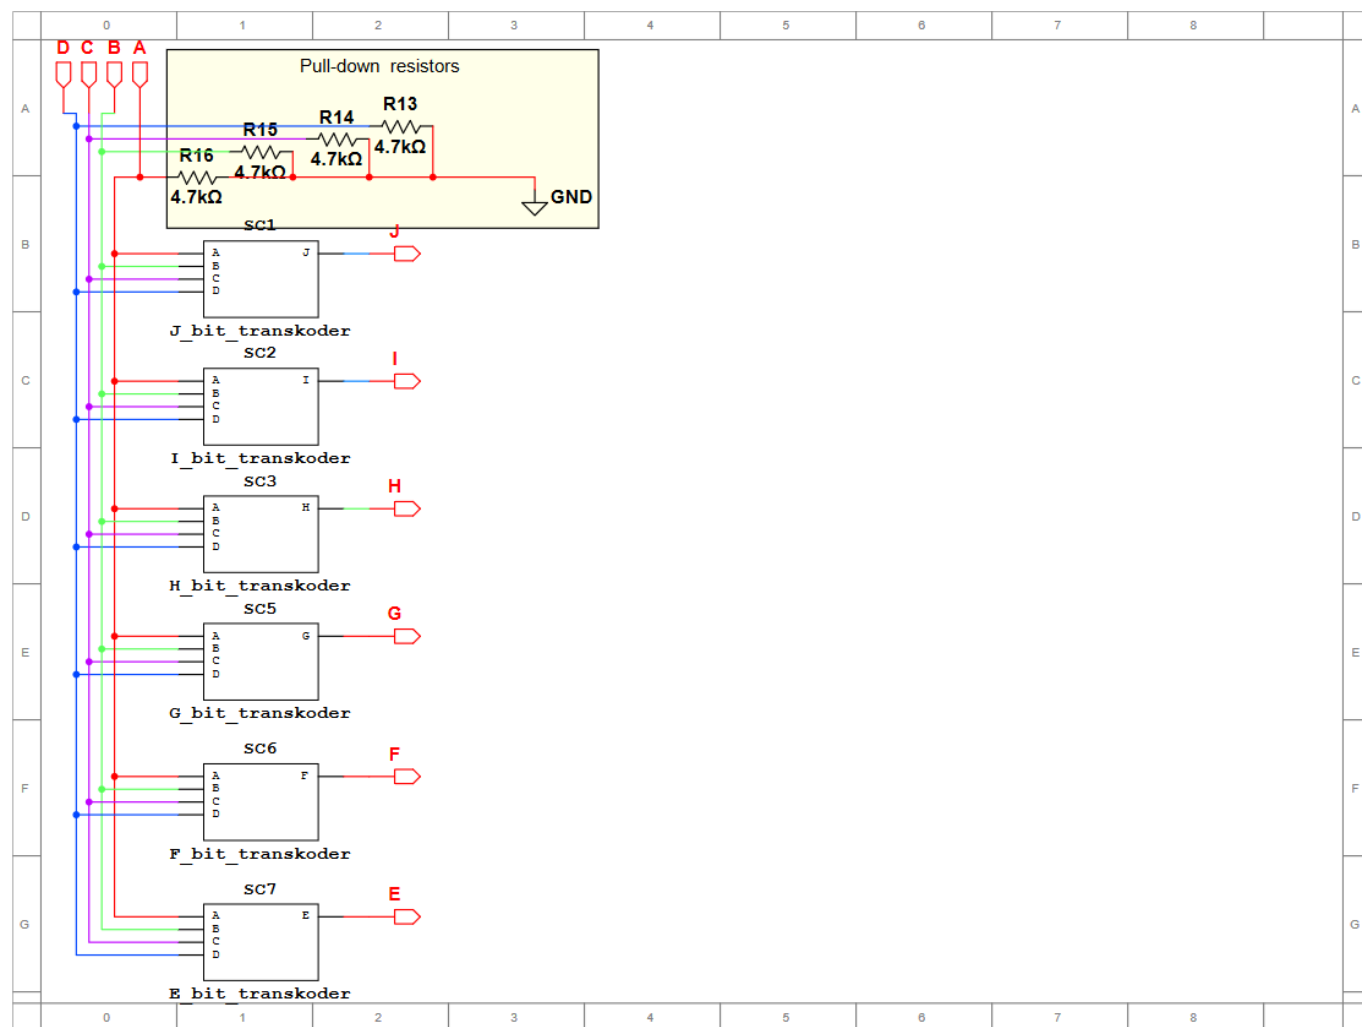 0 1 2 3 4 5 6 7 8
D C B A
Pull-down resistors
A A
R13
R14
4.7kΩ
R15
4.7kΩ
R16
4.7kΩ
4.7kΩ
GND
SC1
J
B B
A J
B
C
D
J_bit_transkoder
SC2
I
C C
A I
B
C
D
I_bit_transkoder
SC3
H
D D
A H
B
C
D
H_bit_transkoder
SC5
G
E E
A G
B
C
D
G_bit_transkoder
SC6
F
A F
F F
B
C
D
F_bit_transkoder
SC7
E
A E
G G
B
C
D
E_bit_transkoder
0 1 2 3 4 5 6 7 8